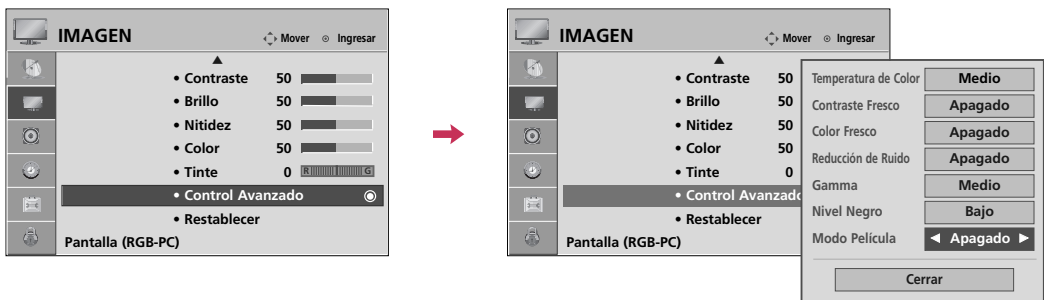 IMAGEN
Mover Ingresar
• Contraste 50
• Brillo 50
• Nitidez 50
• Color 50
• Tinte 0 R G
• Control Avanzado
• Restablecer
Pantalla (RGB-PC)
IMAGEN
Mover Ingresar
• Contraste 50
• Brillo 50
• Nitidez 50
• Color 50
• Tinte 0
• Control Avanzado
• Restablecer
Pantalla (RGB-PC)
Temperatura de Color Medio
Contraste Fresco Apagado
Color Fresco Apagado
Reducción de Ruido Apagado
Gamma Medio
Nivel Negro Bajo
Modo Película Apagado
Cerrar